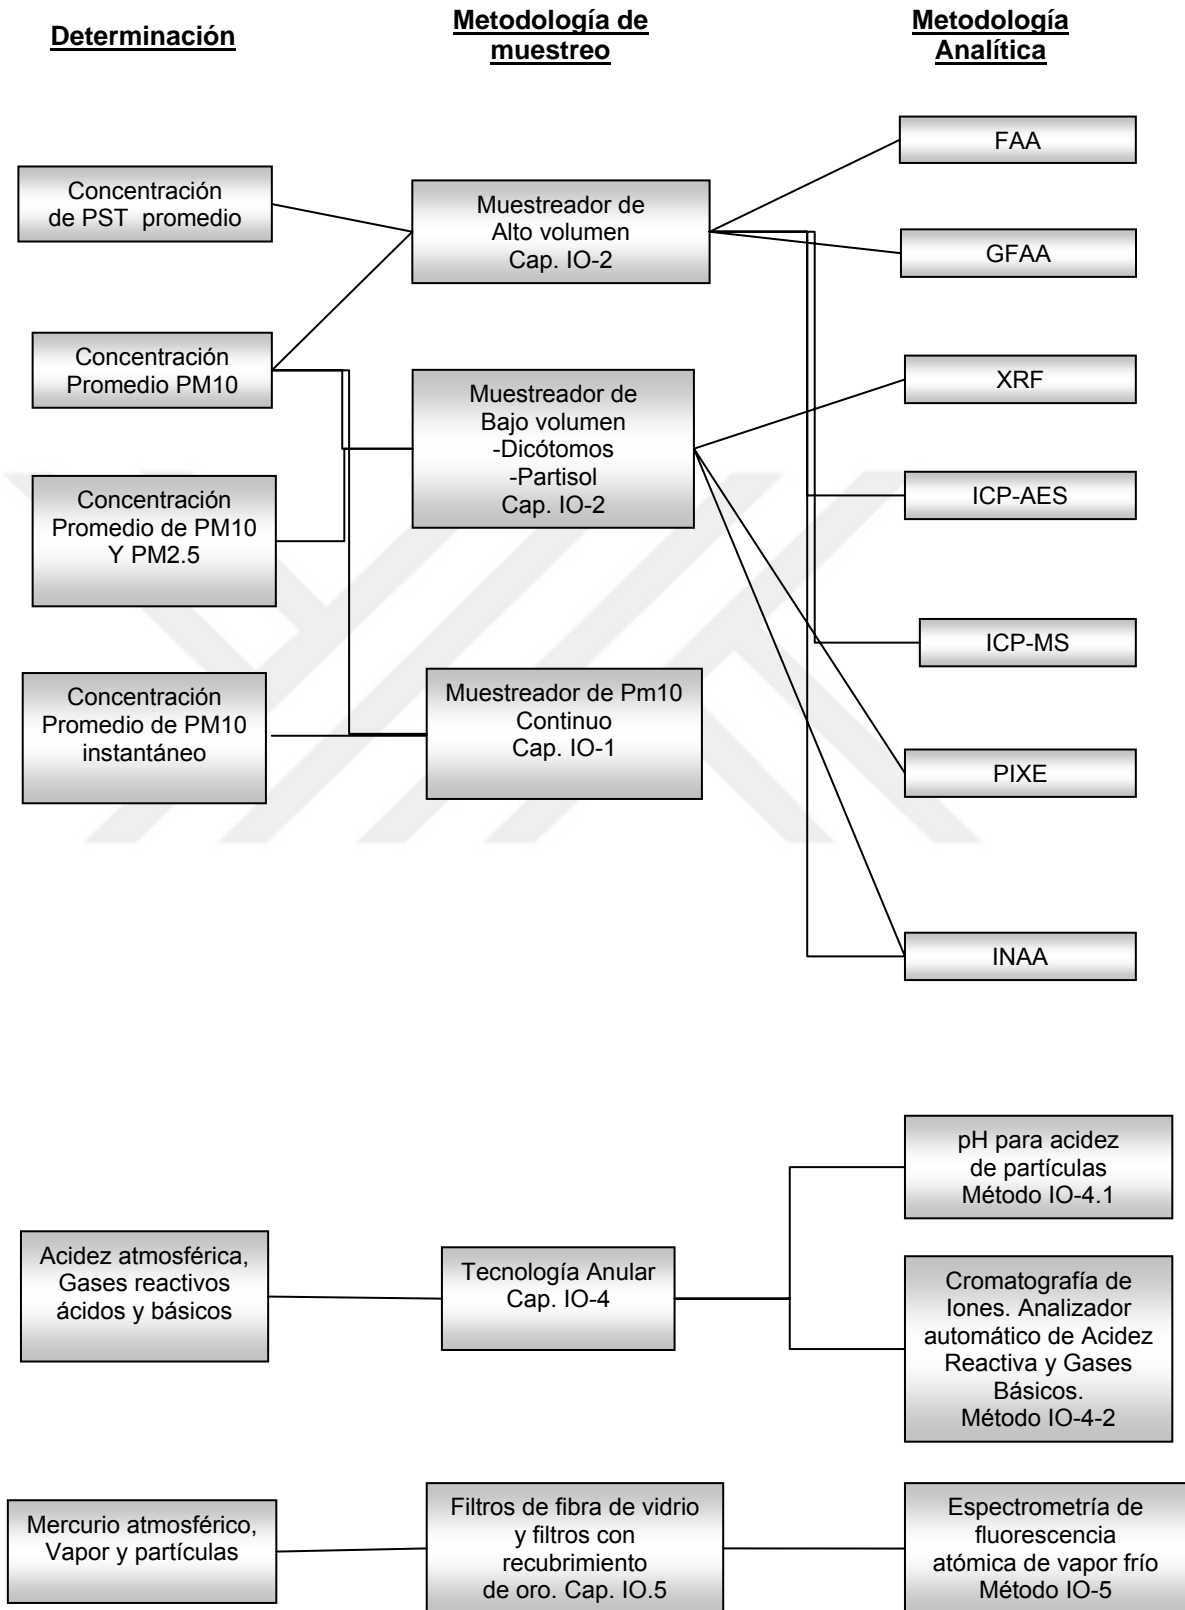 Determinación
Metodología de
muestreo
Metodología
Analítica
Concentración
de PST promedio
Concentración
Promedio PM10
Concentración
Promedio de PM10
Y PM2.5
Concentración
Promedio de PM10
instantáneo
Muestreador de
Alto volumen
Cap. IO-2
Muestreador de
Bajo volumen
-Dicótomos
-Partisol
Cap. IO-2
Muestreador de Pm10
Continuo
Cap. IO-1
FAA
GFAA
XRF
ICP-AES
ICP-MS
PIXE
INAA
Acidez atmosférica,
Gases reactivos
ácidos y básicos
Tecnología Anular
Cap. IO-4
pH para acidez
de partículas
Método IO-4.1
Cromatografía de
Iones. Analizador
automático de Acidez
Reactiva y Gases
Básicos.
Método IO-4-2
Mercurio atmosférico,
Vapor y partículas
Filtros de fibra de vidrio
y filtros con
recubrimiento
de oro. Cap. IO.5
Espectrometría de
fluorescencia
atómica de vapor frío
Método IO-5